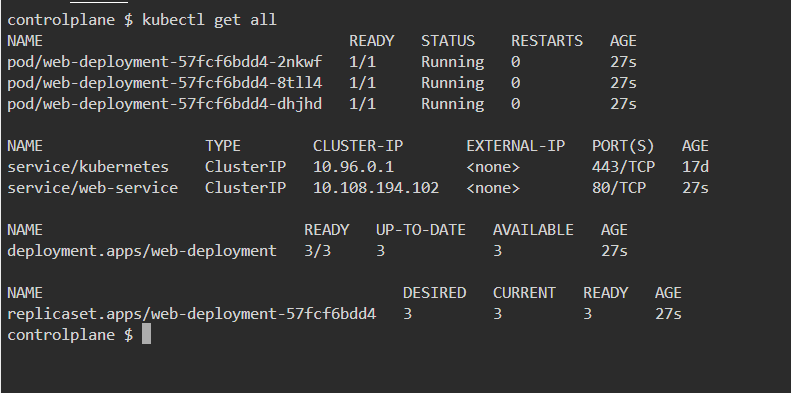 controlplane $ kubectl get all
NAME READY STATUS RESTARTS AGE
pod/web-deployment-57fcf6bdd4-2nkwf 1/1 Running 0 27s
pod/web-deployment-57fcf6bdd4-8tll4 1/1 Running 0 27s
pod/web-deployment-57fcf6bdd4-dhjhd 1/1 Running 0 27s
NAME TYPE CLUSTER-IP EXTERNAL-IP PORT(S) AGE
service/kubernetes ClusterIP 10.96.0.1 <none> 443/TCP 17d
service/web-service ClusterIP 10.108.194.102 <none> 80/TCP 27s
NAME READY UP-TO-DATE AVAILABLE AGE
deployment.apps/web-deployment 3/3 3 3 27s
NAME DESIRED CURRENT READY AGE
replicaset.apps/web-deployment-57fcf6bdd4 3 3 3 27s
controlplane $